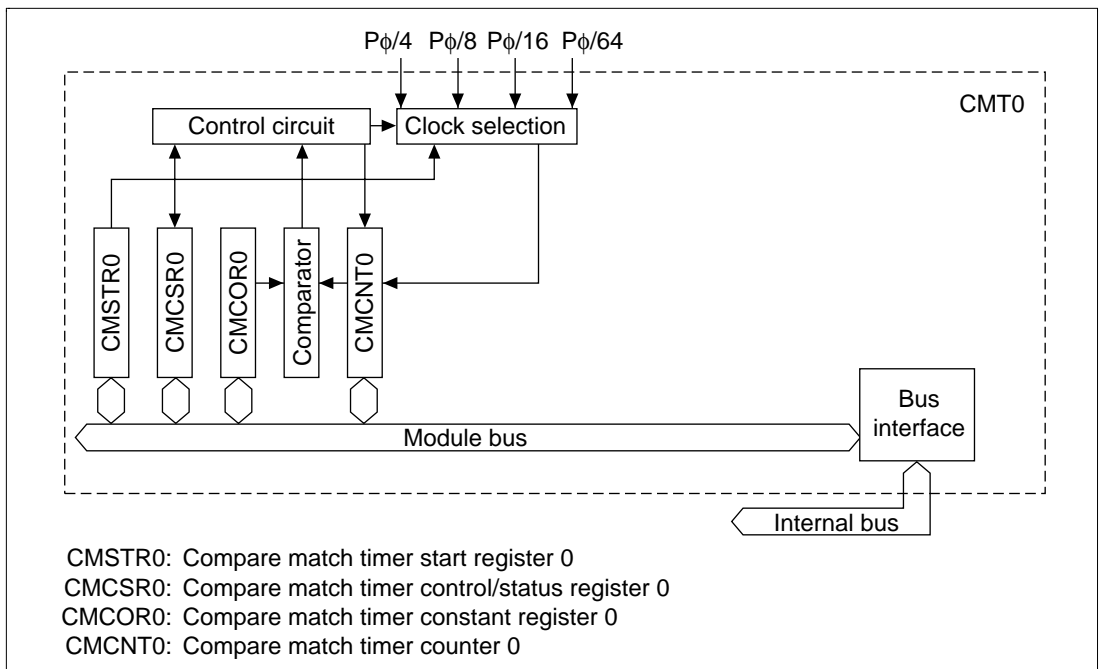 Pϕ/4 Pϕ/8 Pϕ/16 Pϕ/64
CMT0
Control circuit
Clock selection
CMSTR0
CMCSR0
CMCOR0
Comparator
CMCNT0
Bus
interface
Module bus
Internal bus
CMSTR0: Compare match timer start register 0
CMCSR0: Compare match timer control/status register 0
CMCOR0: Compare match timer constant register 0
CMCNT0: Compare match timer counter 0